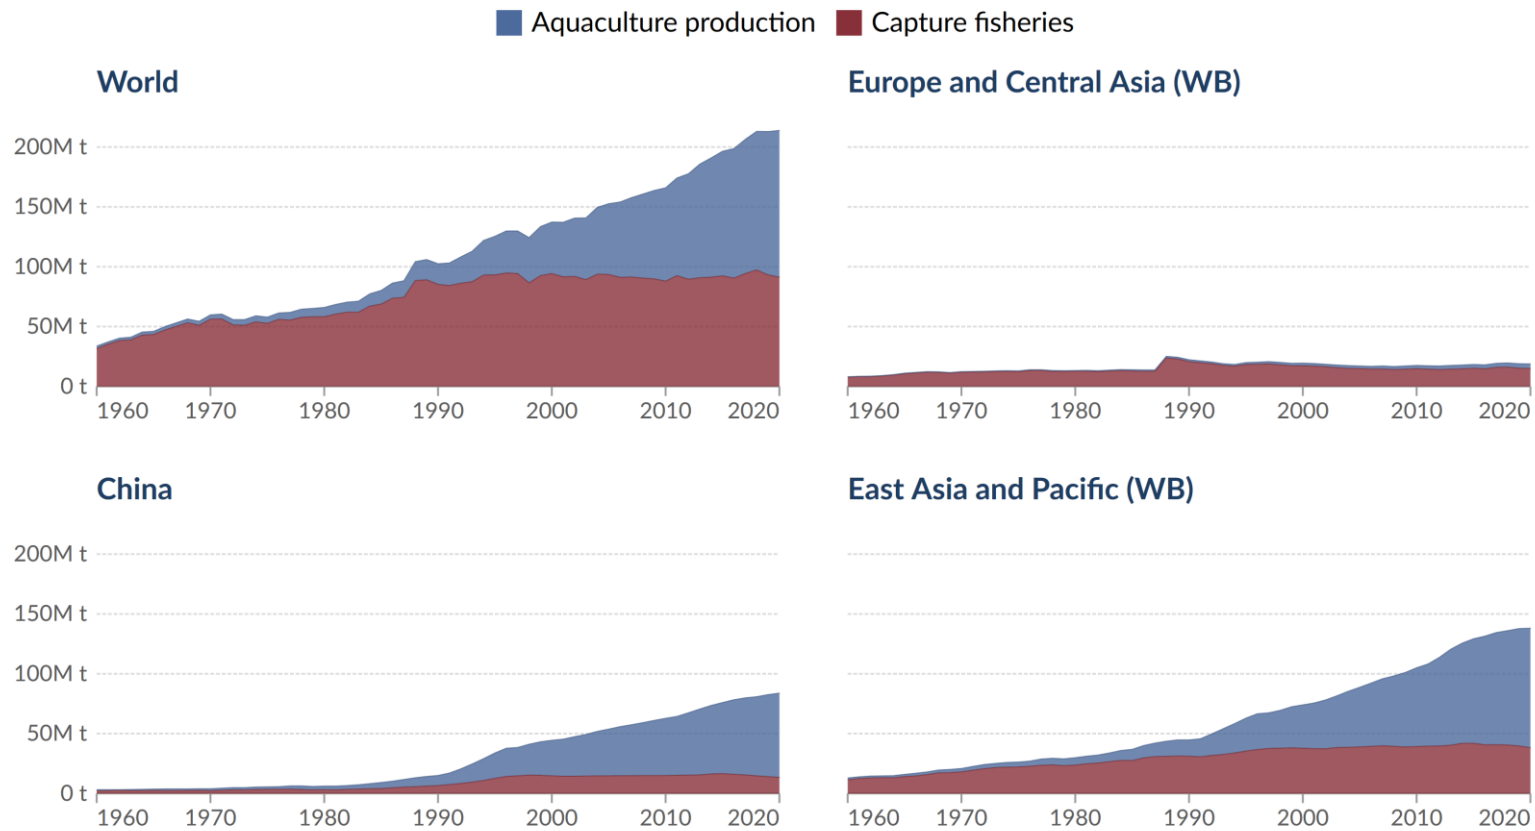 Aquaculture production Capture fisheries
World Europe and Central Asia (WB)
200M t
150M t
100M t
50M t
0 t
1960 1970 1980 1990 2000 2010 2020 1960 1970 1980 1990 2000 2010 2020
China East Asia and Pacific (WB)
200M t
150M t
100M t
50M t
0 t
1960 1970 1980 1990 2000 2010 2020 1960 1970 1980 1990 2000 2010 2020